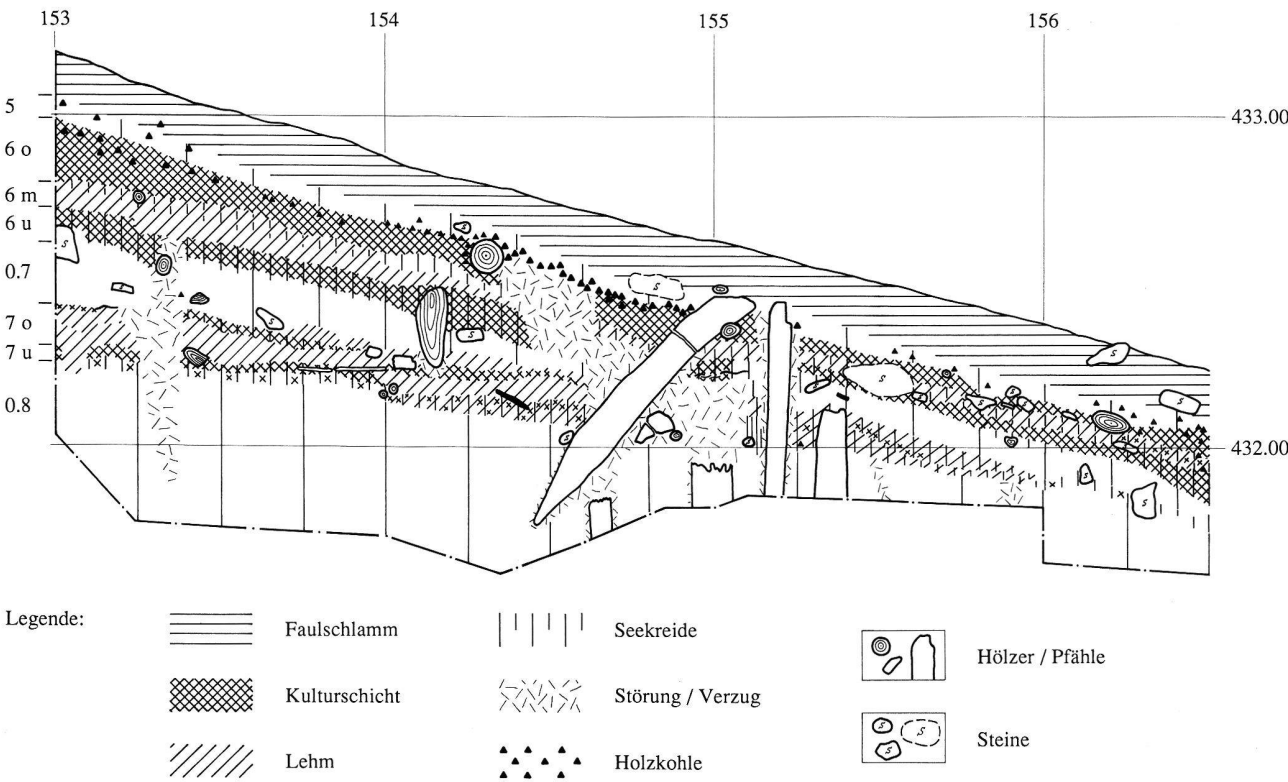 153 154 155 156
433.00
5
6 o
6 m
6 u
0.7
7 o
7 u
0.8
432.00
Legende:
Faulschlamm
Seekreide
Hölzer / Pfähle
Kulturschicht
Störung / Verzug
Steine
Lehm
Holzkohle